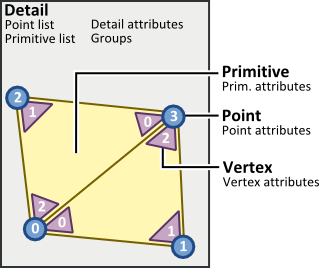 Detail
Point list Detail attributes
Primitive list Groups
2
1
Primitive
Prim. attributes
0 3
Point
Point attributes
2
Vertex
Vertex attributes
2
0 0
1
1